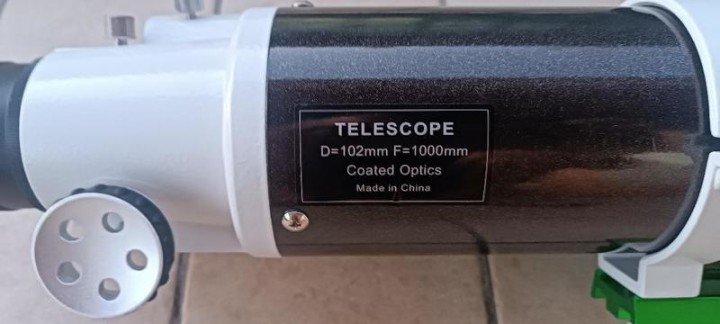 TELESCOPE
D=102mm F=1000mm
Coated Optics
Made in China